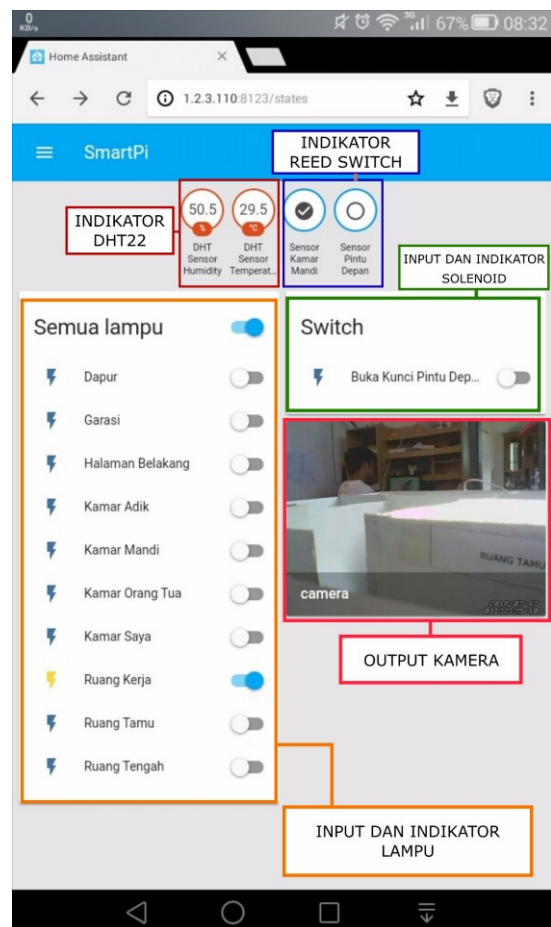 0
KB/s
3G
67%
08:32
Home Assistant
1.2.3.110:8123/states
SmartPi
INDIKATOR
REED SWITCH
INDIKATOR
DHT22
50.5
%
DHT
Sensor
Humidity
29.5
°C
DHT
Sensor
Temperat...
Sensor
Kamar
Mandi
Sensor
Pintu
Depan
INPUT DAN INDIKATOR
SOLENOID
Semua lampu
Dapur
Garasi
Halaman Belakang
Kamar Adik
Kamar Mandi
Kamar Orang Tua
Kamar Saya
Ruang Kerja
Ruang Tamu
Ruang Tengah
Switch
Buka Kunci Pintu Dep...
RUANG TAMU
camera
OUTPUT KAMERA
INPUT DAN INDIKATOR
LAMPU